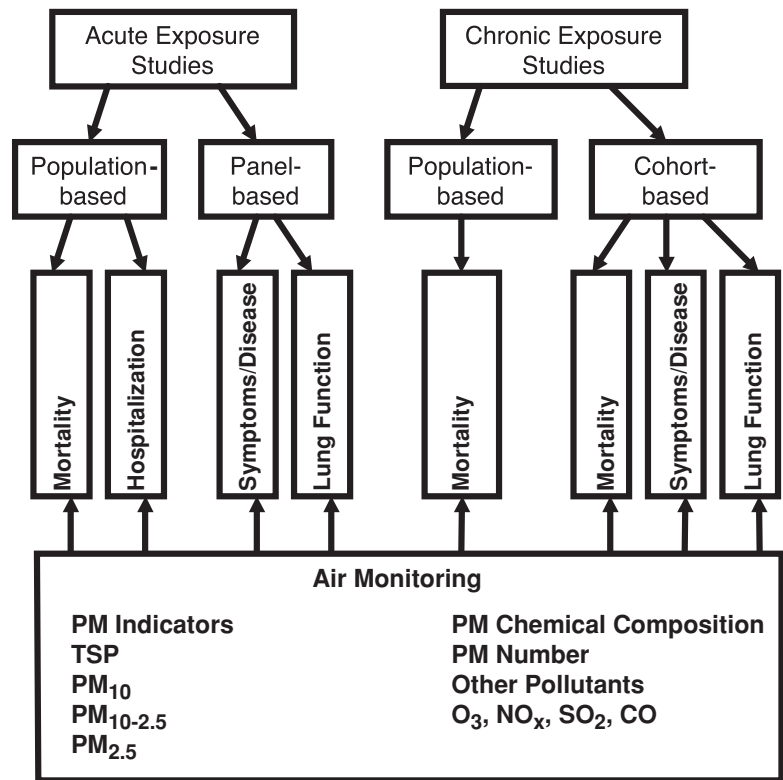 Acute Exposure
Studies
Chronic Exposure
Studies
Population-
based
Panel-
based
Population-
based
Cohort-
based
Mortality
Hospitalization
Symptoms/Disease
Lung Function
Mortality
Mortality
Symptoms/Disease
Lung Function
Air Monitoring
PM Indicators
TSP
PM10
PM10-2.5
PM2.5
PM Chemical Composition
PM Number
Other Pollutants
O3, NOx, SO2, CO